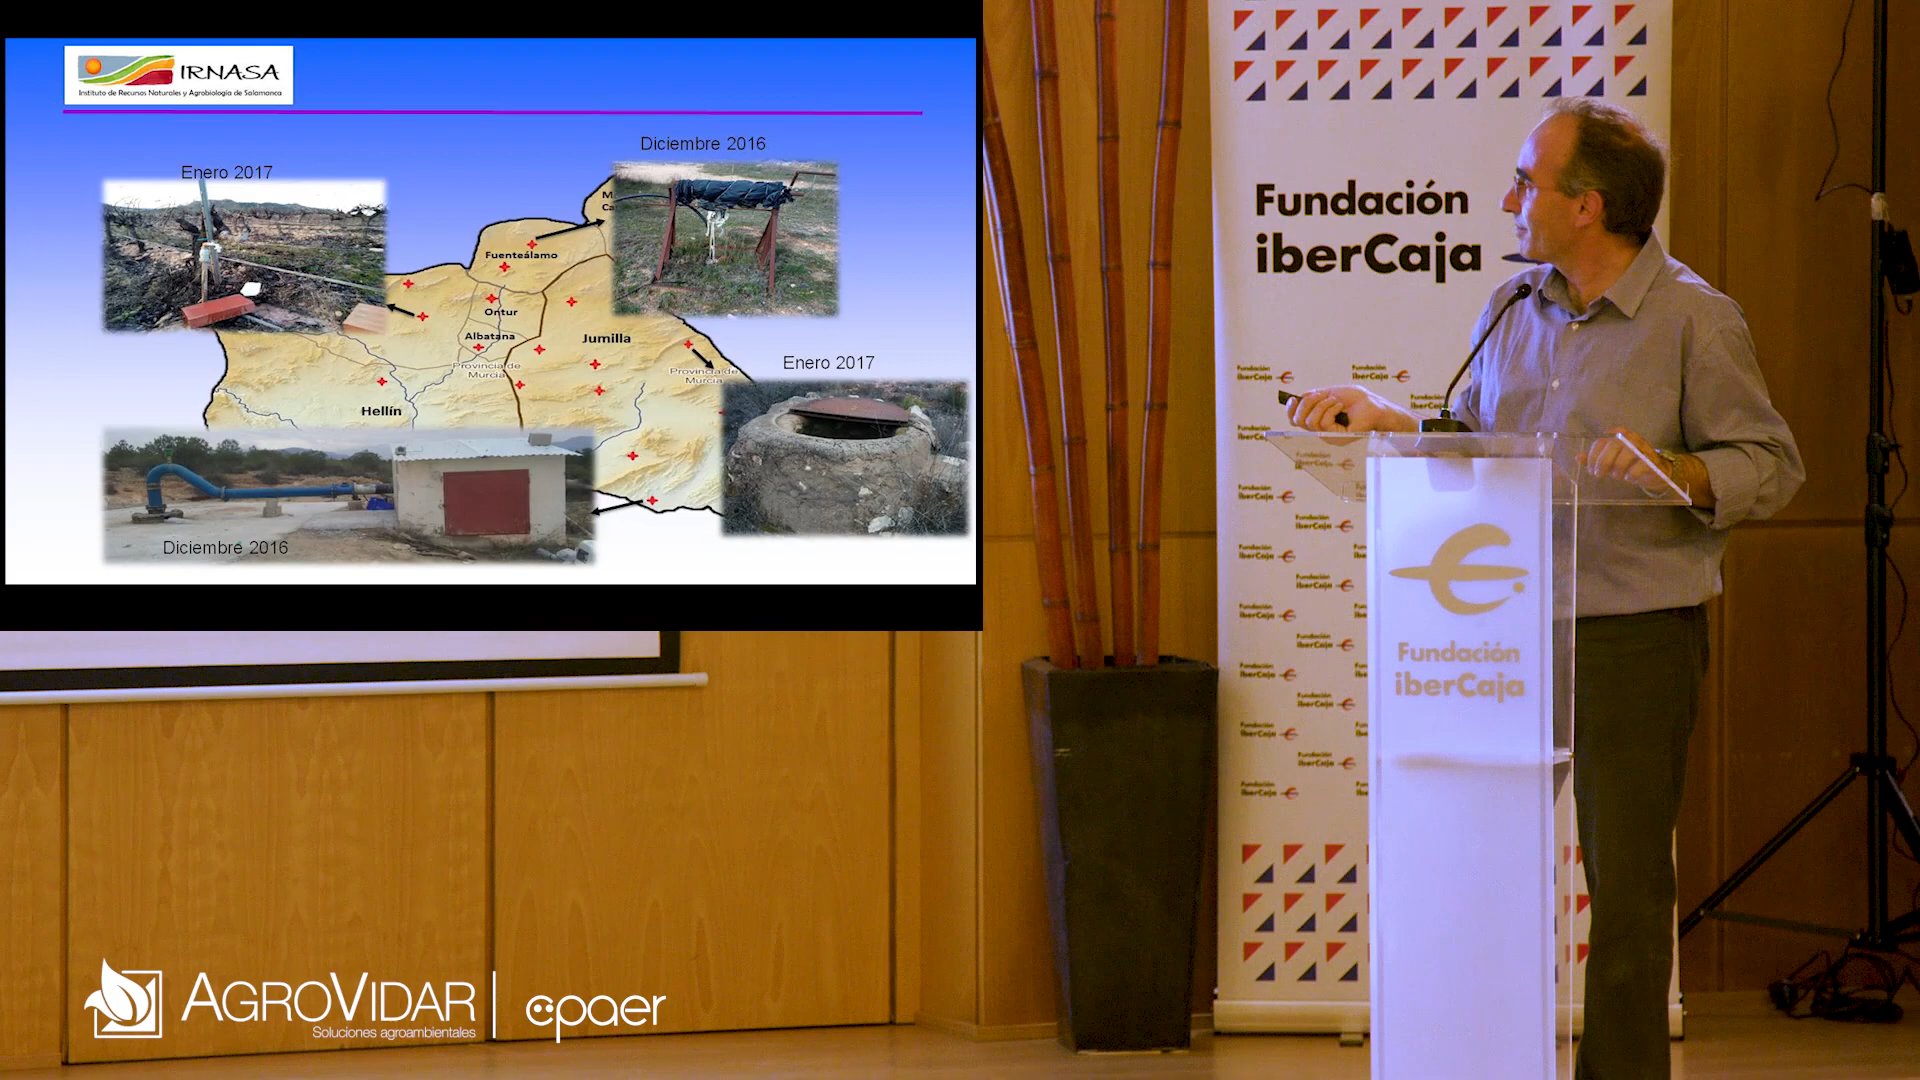 IRNASA
Instituto de Recursos Naturales y Agrobiología de Salamanca
Diciembre 2016
Enero 2017
Fuenteálamo
Ontur
Albatana
Jumilla
Provincia de
Murcia
Provincia de
Murcia
Enero 2017
Hellín
Diciembre 2016
Fundación
iberCaja
Fundación
iberCaja
AGROVIDAR
Soluciones agroambientales
paer